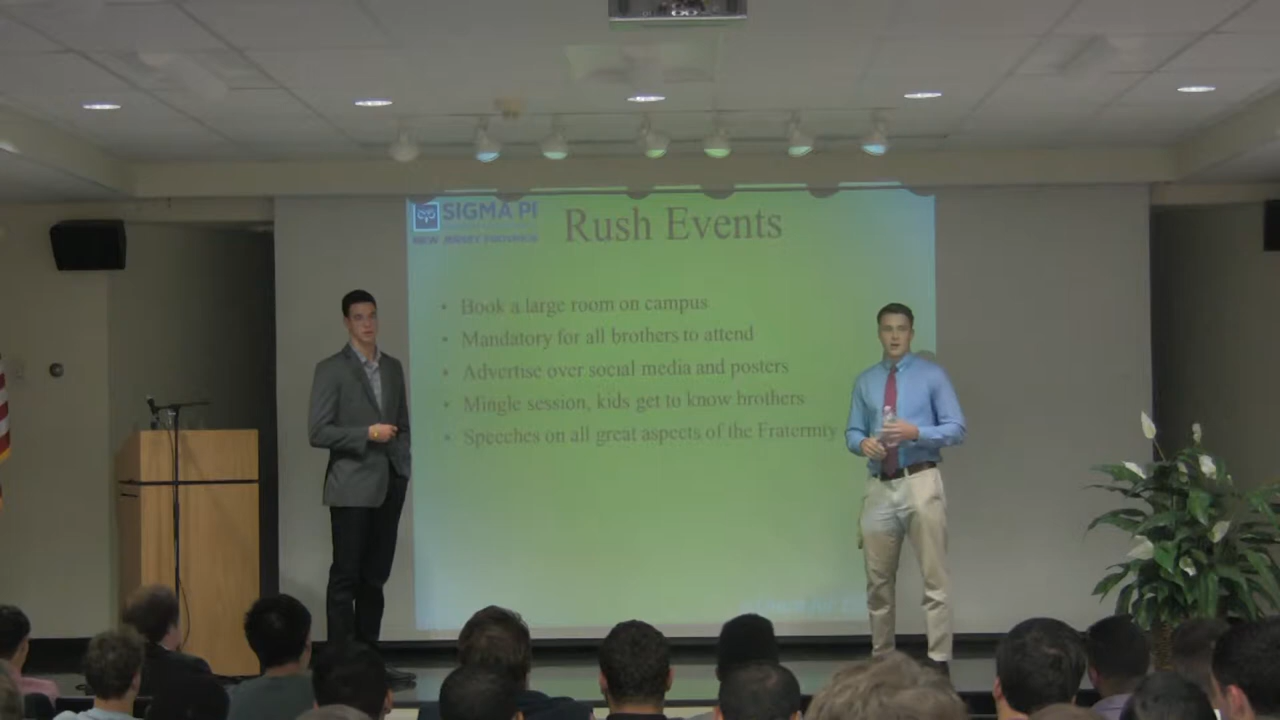 SIGMA PI
Rush Events
• Book a large room on campus
• Mandatory for all brothers to attend
• Advertise over social media and posters
• Mingle session, kids get to know brothers
• Speeches on all great aspects of the Fraternity